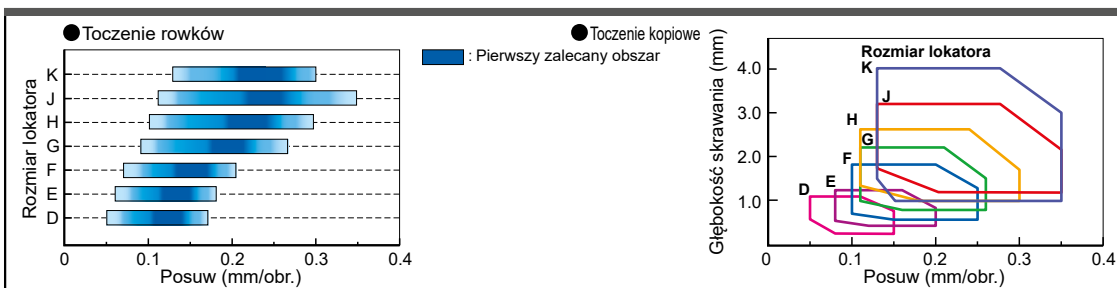 ● Toczenie rowków
Rozmiar lokatora
K
J
H
G
F
E
D
0 0.1 0.2 0.3 0.4
Posuw (mm/obr.)
: Pierwszy zalecany obszar
● Toczenie kopiowe
Głębokość skrawania (mm)
4.0
3.0
2.0
1.0
Rozmiar lokatora
K
J
H
G
F
E
D
0 0.1 0.2 0.3 0.4
Posuw (mm/obr.)